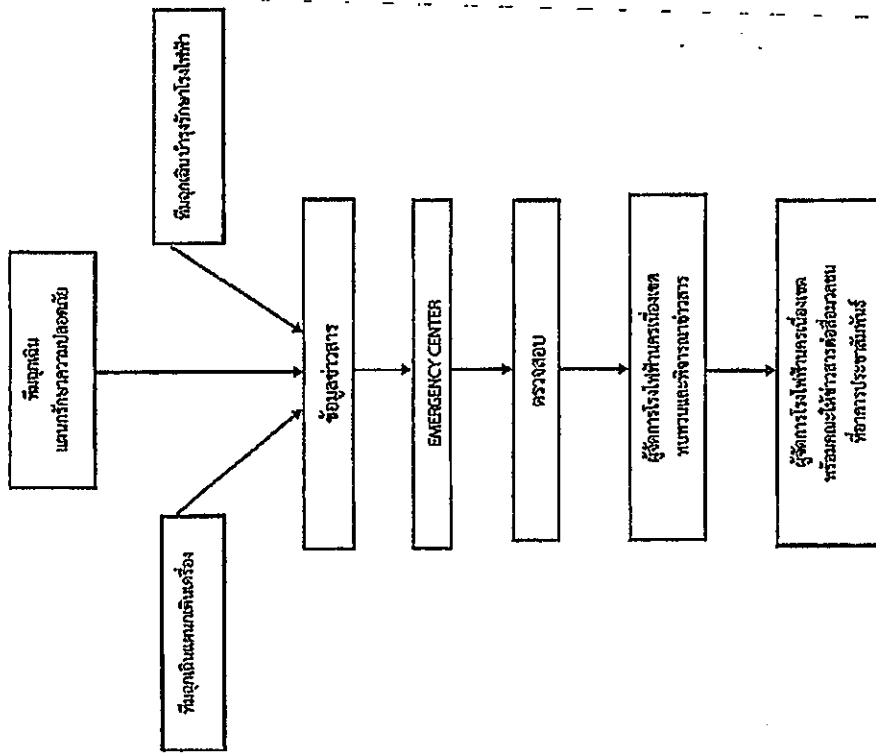 ทีมฉุกเฉิน
แผนกรักษาความปลอดภัย
ทีมฉุกเฉินแผนกเดินเครื่อง
ทีมฉุกเฉินบำรุงรักษาโรงไฟฟ้า
ข้อมูลข่าวสาร
EMERGENCY CENTER
ตรวจสอบ
ผู้จัดการโรงไฟฟ้านครเนื่องเขต
ทบทวนและพิจารณาข่าวสาร
ผู้จัดการโรงไฟฟ้านครเนื่องเขต
พร้อมคณะให้ข่าวสารต่อสื่อมวลชน
ที่อาคารประชาสัมพันธ์